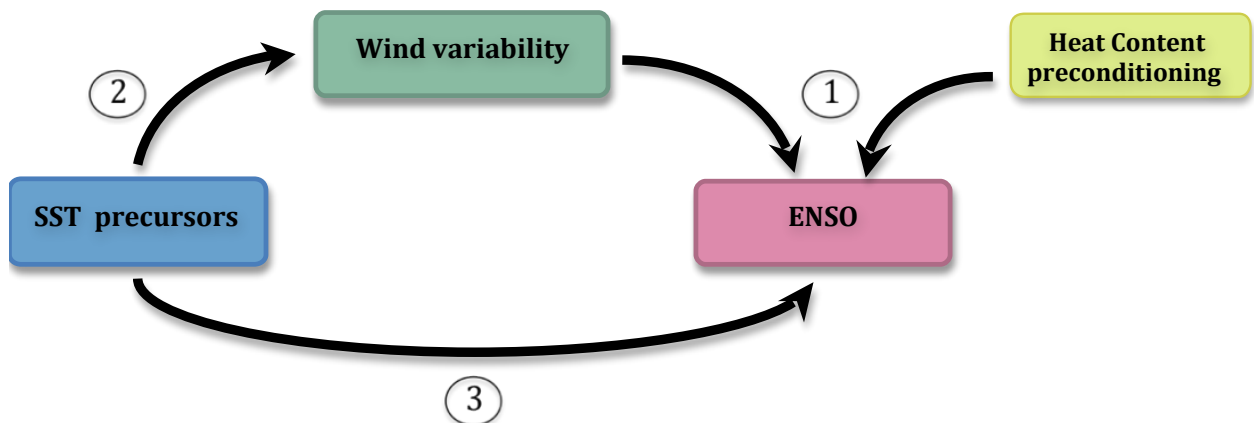 Wind variability
Heat Content
preconditioning
2
1
SST precursors
ENSO
3